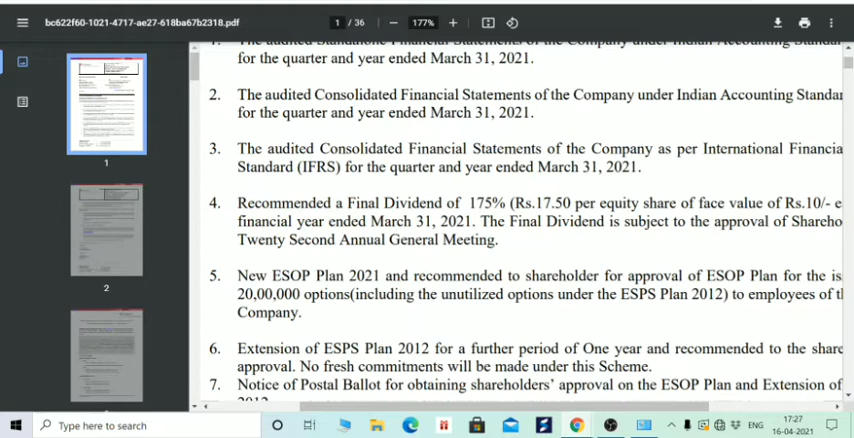 bc622f60-1021-4717-ae27-618ba67b2318.pdf
1 / 36
177%
for the quarter and year ended March 31, 2021.
2. The audited Consolidated Financial Statements of the Company under Indian Accounting Standar
for the quarter and year ended March 31, 2021.
3. The audited Consolidated Financial Statements of the Company as per International Financia
Standard (IFRS) for the quarter and year ended March 31, 2021.
4. Recommended a Final Dividend of 175% (Rs.17.50 per equity share of face value of Rs.10/- e
financial year ended March 31, 2021. The Final Dividend is subject to the approval of Shareho
Twenty Second Annual General Meeting.
5. New ESOP Plan 2021 and recommended to shareholder for approval of ESOP Plan for the is
20,00,000 options(including the unutilized options under the ESPS Plan 2012) to employees of t
Company.
6. Extension of ESPS Plan 2012 for a further period of One year and recommended to the share
approval. No fresh commitments will be made under this Scheme.
7. Notice of Postal Ballot for obtaining shareholders' approval on the ESOP Plan and Extension of
1
2
Type here to search
ENG
17:27
16-04-2021